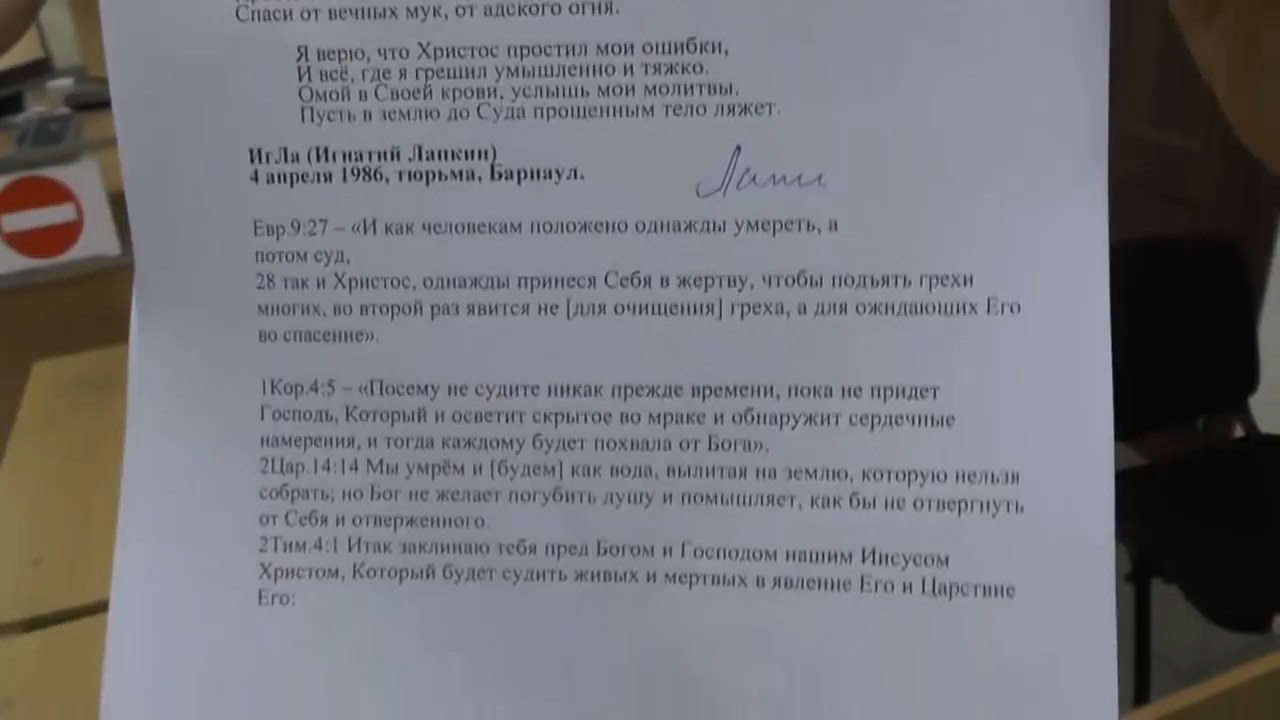 Спаси от вечных мук, от адского огня.
Я верю, что Христос простил мои ошибки,
И всё, где я грешил умышленно и тяжко.
Омой в Своей крови, услышь мои молитвы.
Пусть в землю до Суда прощенным тело ляжет.
ИгЛа (Игнатий Лапкин)
4 апреля 1986, тюрьма, Барнаул.
Евр.9:27 – «И как человекам положено однажды умереть, а
потом суд,
28 так и Христос, однажды принеся Себя в жертву, чтобы подъять грехи
многих, во второй раз явится не [для очищения] греха, а для ожидающих Его
во спасение».
1Кор.4:5 – «Посему не судите никак прежде времени, пока не придет
Господь, Который и осветит скрытое во мраке и обнаружит сердечные
намерения, и тогда каждому будет похвала от Бога».
2Цар.14:14 Мы умрём и [будем] как вода, вылитая на землю, которую нельзя
собрать; но Бог не желает погубить душу и помышляет, как бы не отвергнуть
от Себя и отверженного.
2Тим.4:1 Итак заклинаю тебя пред Богом и Господом нашим Иисусом
Христом, Который будет судить живых и мертвых в явление Его и Царствие
Его: